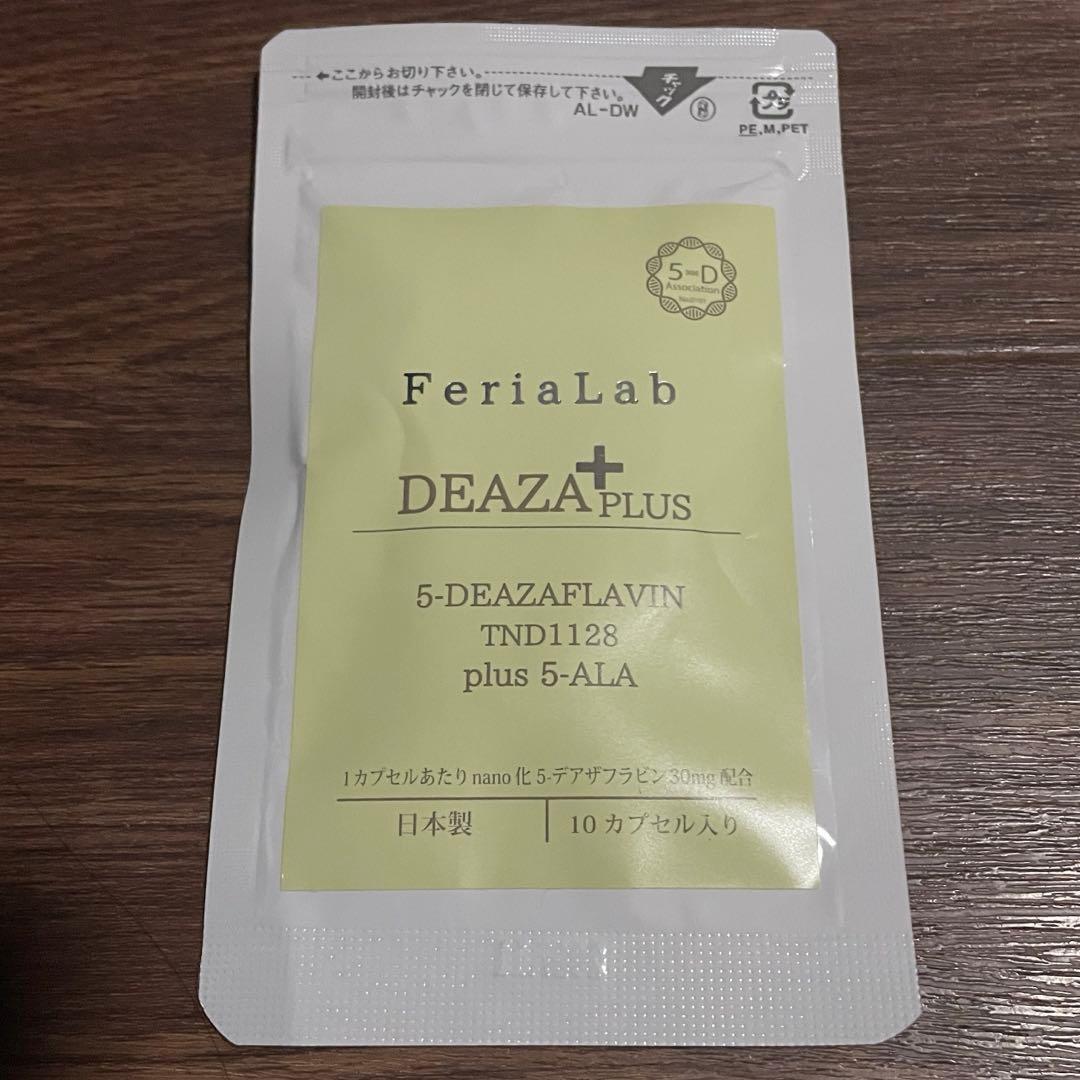 ←ここからお切り下さい。
開封後はチャックを閉じて保存して下さい。
チャック
AL-DW
プラ
PE,M,PET
5 D
Association
FeriaLab
DEAZA+PLUS
5-DEAZAFLAVIN
TND1128
plus 5-ALA
1カプセルあたりnano化5-デアザフラビン30mg配合
日本製
10カプセル入り